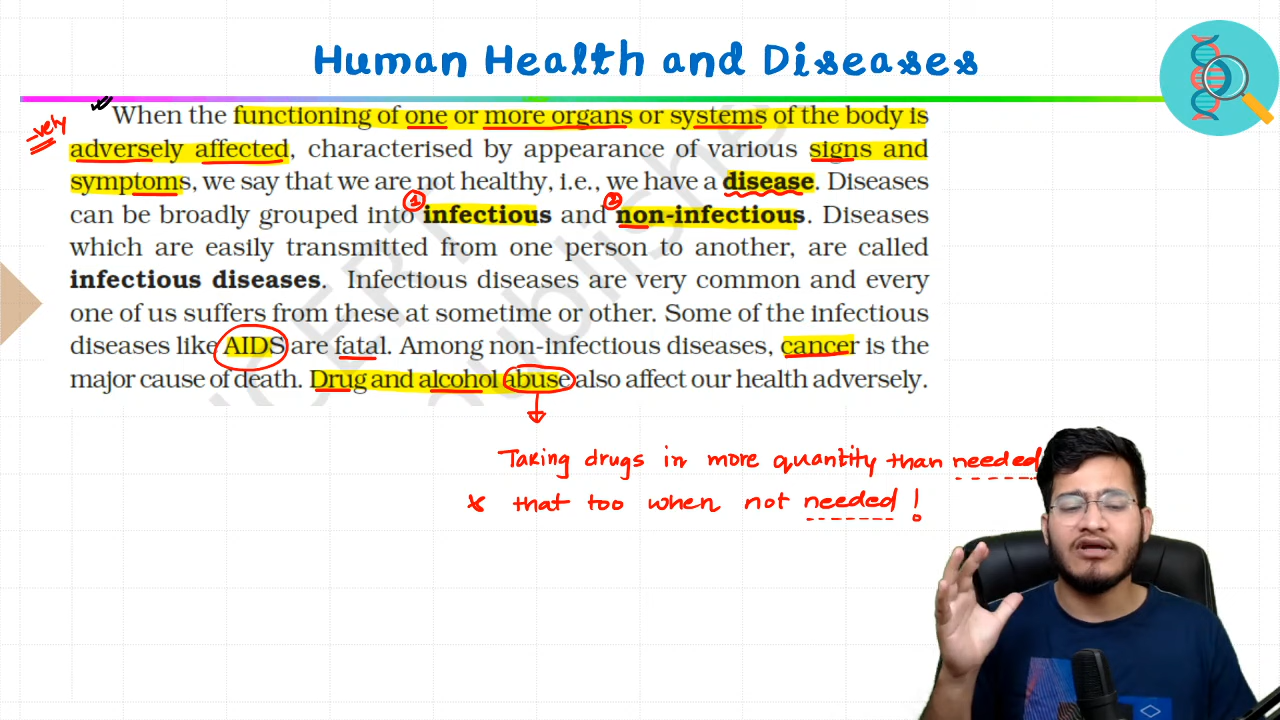 Human Health and Diseases
When the functioning of one or more organs or systems of the body is
-vely
adversely affected, characterised by appearance of various signs and
symptoms, we say that we are not healthy, i.e., we have a disease. Diseases
1 2
can be broadly grouped into infectious and non-infectious. Diseases
which are easily transmitted from one person to another, are called
infectious diseases. Infectious diseases are very common and every
one of us suffers from these at sometime or other. Some of the infectious
diseases like AIDS are fatal. Among non-infectious diseases, cancer is the
major cause of death. Drug and alcohol abuse also affect our health adversely.
Taking drugs in more quantity than needed
& that too when not needed!